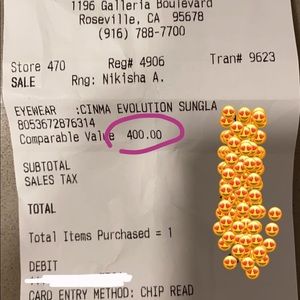 1196 Galleria Boulevard
Roseville, CA 95678
(916) 788-7700
Store 470 Reg# 4906 Tran# 9623
SALE Rng: Nikisha A.
EYEWEAR :CINMA EVOLUTION SUNGLA
8053672876314
Comparable Value 400.00
SUBTOTAL
SALES TAX
TOTAL
Total Items Purchased = 1
DEBIT
CARD ENTRY METHOD: CHIP READ